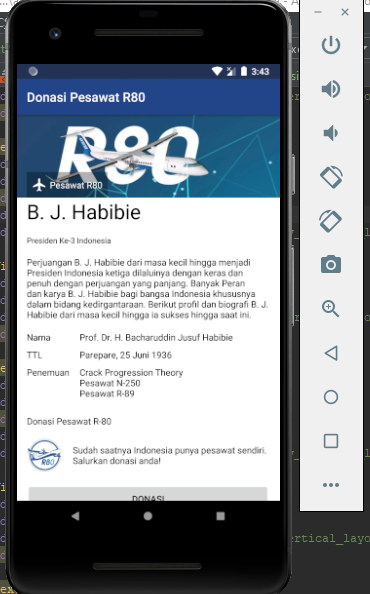 3:43
Donasi Pesawat R80
R80
Pesawat R80
B. J. Habibie
Presiden Ke-3 Indonesia
Perjuangan B. J. Habibie dari masa kecil hingga menjadi
Presiden Indonesia ketiga dilaluinya dengan keras dan
penuh dengan perjuangan yang panjang. Banyak Peran
dan karya B. J. Habibie bagi bangsa Indonesia khususnya
dalam bidang kedirgantaraan. Berikut profil dan biografi B. J.
Habibie dari masa kecil hingga ia sukses hingga saat ini.
Nama Prof. Dr. H. Bacharuddin Jusuf Habibie
TTL Parepare, 25 Juni 1936
Penemuan Crack Progression Theory
Pesawat N-250
Pesawat R-89
Donasi Pesawat R-80
R80
Sudah saatnya Indonesia punya pesawat sendiri.
Salurkan donasi anda!
DONASI
ertical_layo